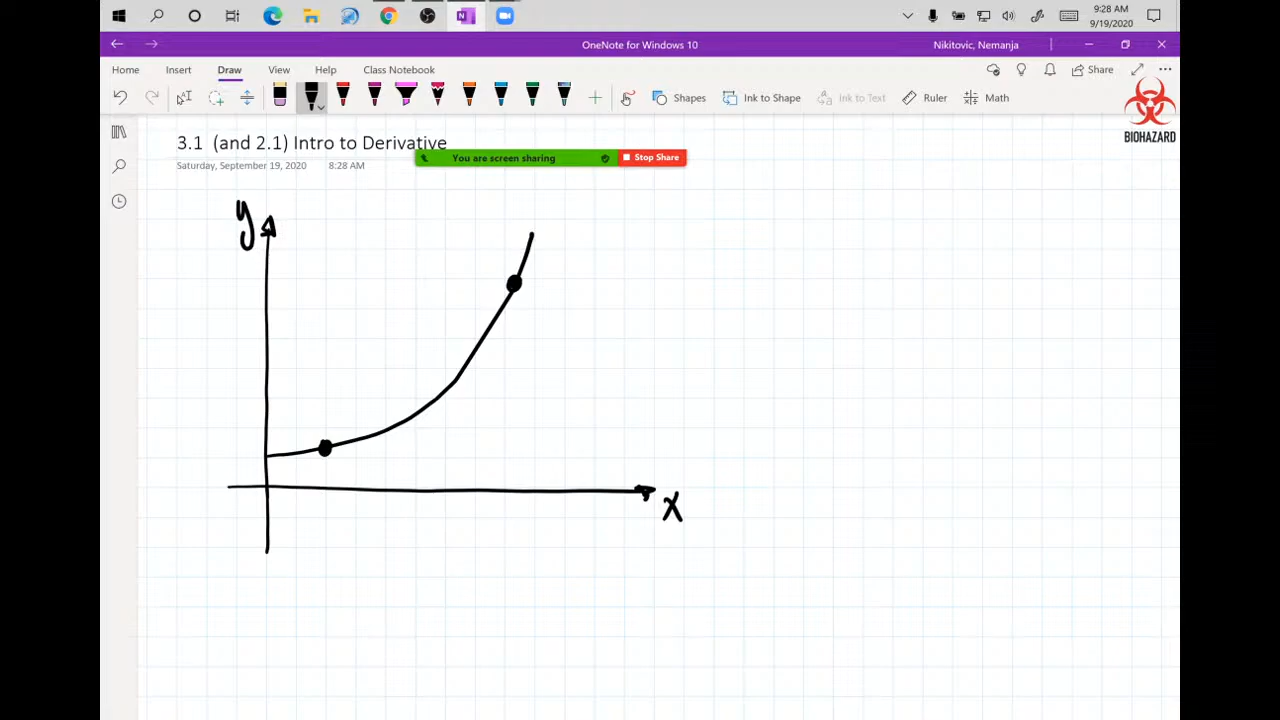 9:28 AM
9/19/2020
OneNote for Windows 10
Nikitovic, Nemanja
Home Insert Draw View Help Class Notebook
Share
Shapes
Ink to Shape
Ink to Text
Ruler
Math
BIOHAZARD
3.1 (and 2.1) Intro to Derivative
Saturday, September 19, 2020 8:28 AM
You are screen sharing
Stop Share
y
x